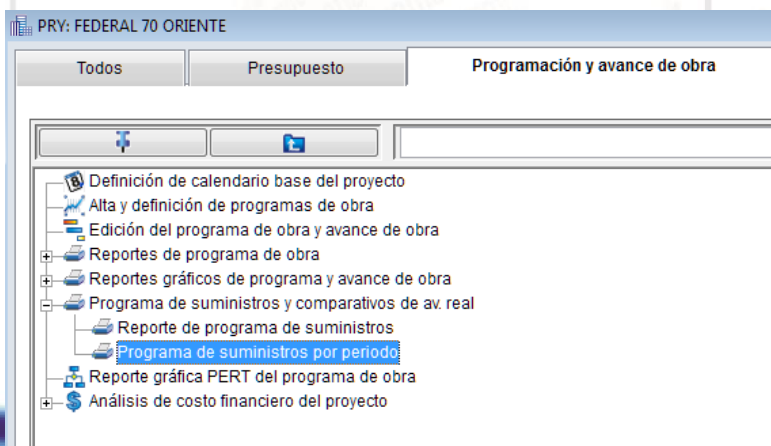 PRY: FEDERAL 70 ORIENTE
Todos Presupuesto Programación y avance de obra
Definición de calendario base del proyecto
Alta y definición de programas de obra
Edición del programa de obra y avance de obra
Reportes de programa de obra
Reportes gráficos de programa y avance de obra
Programa de suministros y comparativos de av. real
Reporte de programa de suministros
Programa de suministros por periodo
Reporte gráfica PERT del programa de obra
Análisis de costo financiero del proyecto